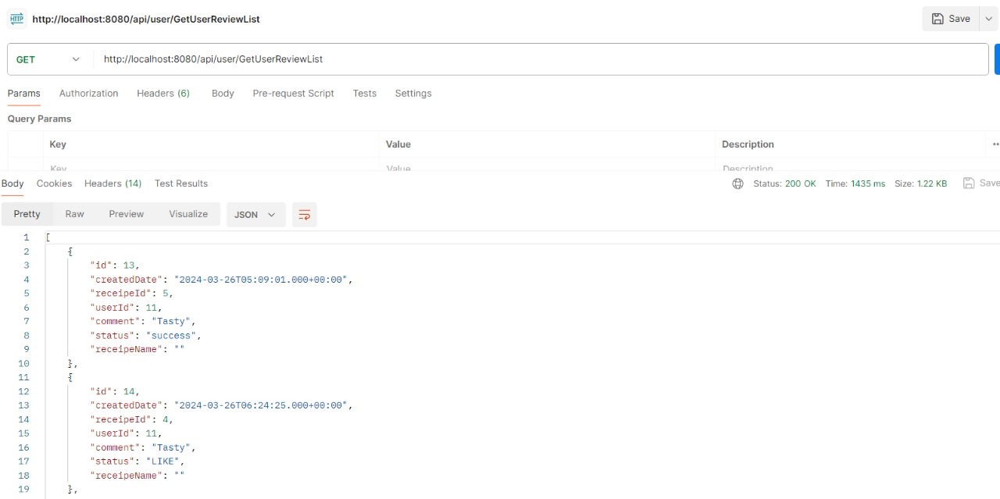 HTTP http://localhost:8080/api/user/GetUserReviewList Save
GET http://localhost:8080/api/user/GetUserReviewList
Params Authorization Headers (6) Body Pre-request Script Tests Settings
Query Params
Key Value Description
Key Value Description
Body Cookies Headers (14) Test Results Status: 200 OK Time: 1435 ms Size: 1.22 KB Save
Pretty Raw Preview Visualize JSON
1 [
2 {
3 "id": 13,
4 "createdDate": "2024-03-26T05:09:01.000+00:00",
5 "receipeId": 5,
6 "userId": 11,
7 "comment": "Tasty",
8 "status": "success",
9 "receipeName": ""
10 },
11 {
12 "id": 14,
13 "createdDate": "2024-03-26T06:24:25.000+00:00",
14 "receipeId": 4,
15 "userId": 11,
16 "comment": "Tasty",
17 "status": "LIKE",
18 "receipeName": ""
19 },